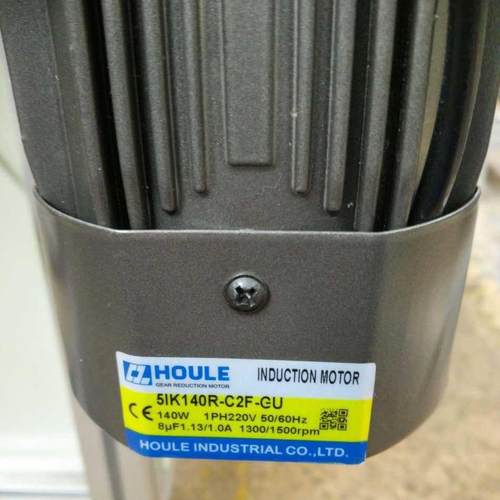 HOULE INDUCTION MOTOR
GEAR REDUCTION MOTOR
5IK140R-C2F-GU
CE 140W 1PH220V 50/60Hz
8μF1.13/1.0A 1300/1500rpm
HOULE INDUSTRIAL CO.,LTD.